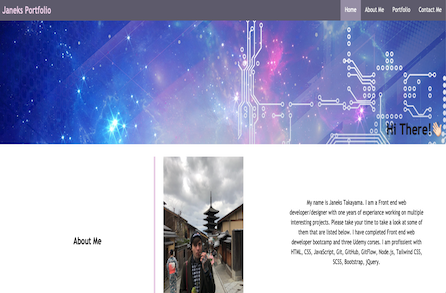 Janeks Portfolio
Home About Me Portfolio Contact Me
Hi There!👋🏻
About Me
My name is Janeks Takayama. I am a Front end web
developer/designer with one years of experiance working on multiple
interesting projects. Please take your time to take a look at some of
them that are listed below. I have completed Front end web
developer bootcamp and three Udemy corses. I am profissient with
HTML, CSS, JavaScript, Git, GitHub, GitFlow, Node.js, Tailwind CSS,
SCSS, Bootstrap, jQuery.